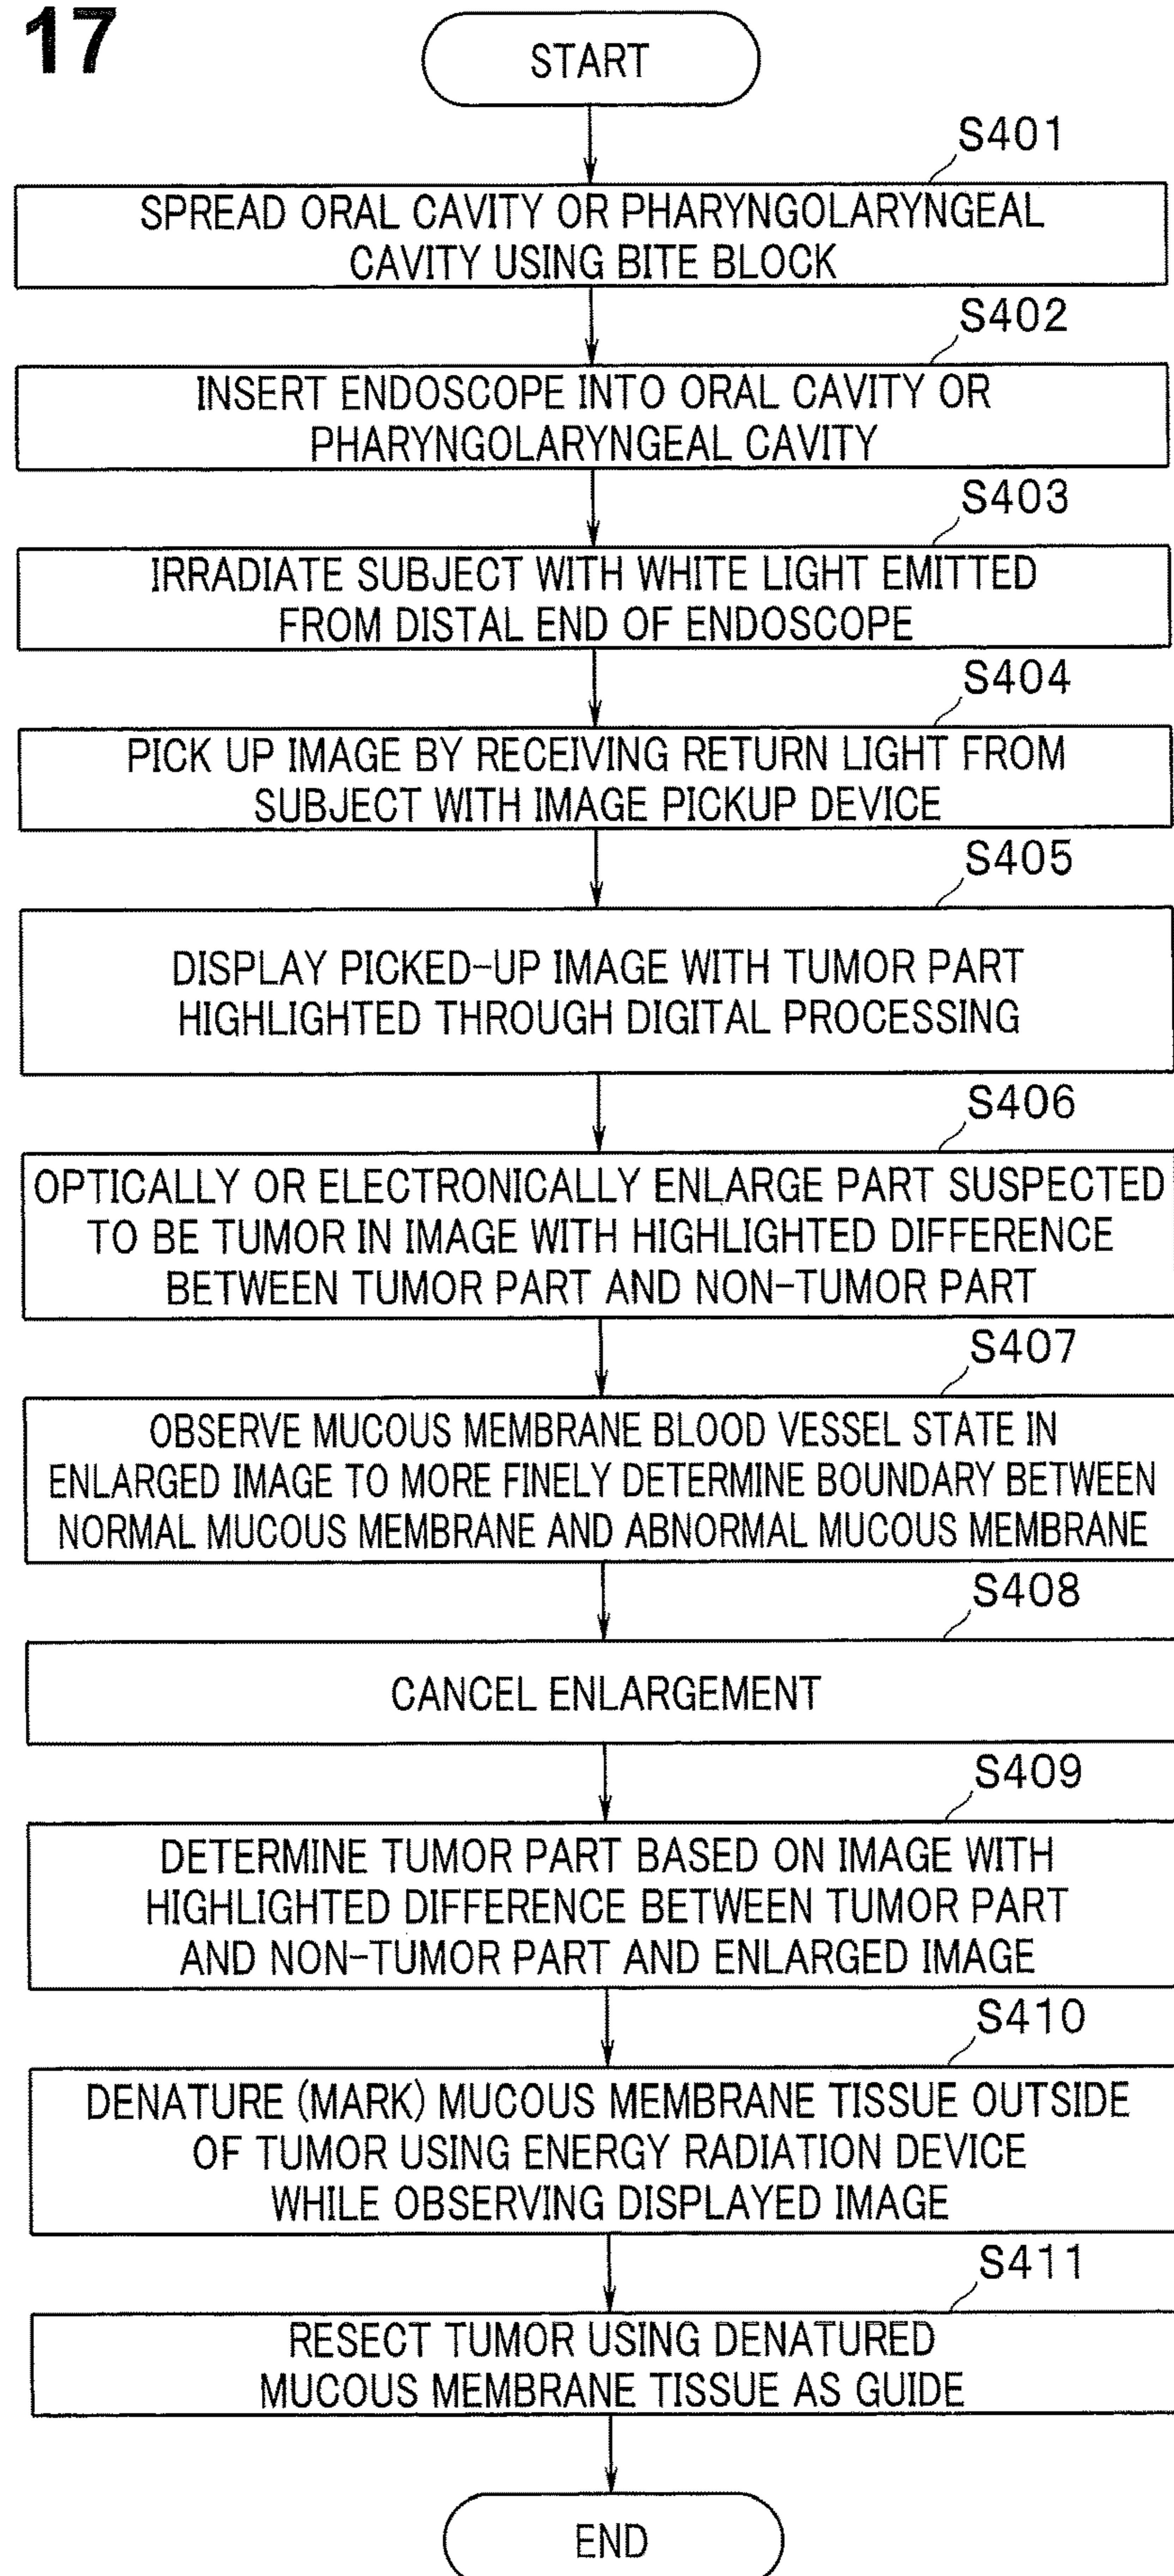 17
START
S401
SPREAD ORAL CAVITY OR PHARYNGOLARYNGEAL
CAVITY USING BITE BLOCK
S402
INSERT ENDOSCOPE INTO ORAL CAVITY OR
PHARYNGOLARYNGEAL CAVITY
S403
IRRADIATE SUBJECT WITH WHITE LIGHT EMITTED
FROM DISTAL END OF ENDOSCOPE
S404
PICK UP IMAGE BY RECEIVING RETURN LIGHT FROM
SUBJECT WITH IMAGE PICKUP DEVICE
S405
DISPLAY PICKED-UP IMAGE WITH TUMOR PART
HIGHLIGHTED THROUGH DIGITAL PROCESSING
S406
OPTICALLY OR ELECTRONICALLY ENLARGE PART SUSPECTED
TO BE TUMOR IN IMAGE WITH HIGHLIGHTED DIFFERENCE
BETWEEN TUMOR PART AND NON-TUMOR PART
S407
OBSERVE MUCOUS MEMBRANE BLOOD VESSEL STATE IN
ENLARGED IMAGE TO MORE FINELY DETERMINE BOUNDARY BETWEEN
NORMAL MUCOUS MEMBRANE AND ABNORMAL MUCOUS MEMBRANE
S408
CANCEL ENLARGEMENT
S409
DETERMINE TUMOR PART BASED ON IMAGE WITH
HIGHLIGHTED DIFFERENCE BETWEEN TUMOR PART
AND NON-TUMOR PART AND ENLARGED IMAGE
S410
DENATURE (MARK) MUCOUS MEMBRANE TISSUE OUTSIDE
OF TUMOR USING ENERGY RADIATION DEVICE
WHILE OBSERVING DISPLAYED IMAGE
S411
RESECT TUMOR USING DENATURED
MUCOUS MEMBRANE TISSUE AS GUIDE
END